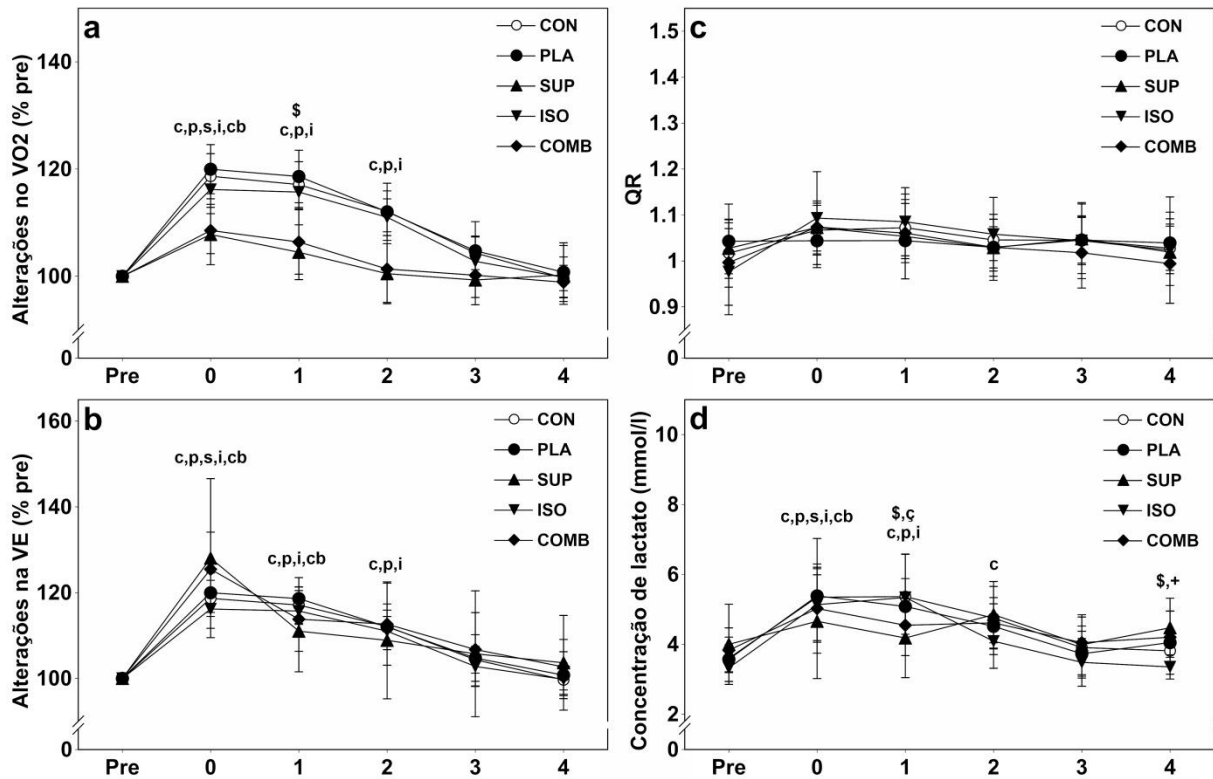 a
Alterações no VO2 (% pre)
140
120
100
0
CON
PLA
SUP
ISO
COMB
c,p,s,i,cb
$
c,p,i
c,p,i
Pre 0 1 2 3 4
c
QR
1.5
1.4
1.3
1.2
1.1
1
0.9
0
CON
PLA
SUP
ISO
COMB
Pre 0 1 2 3 4
b
Alterações na VE (% pre)
160
140
120
100
0
CON
PLA
SUP
ISO
COMB
c,p,s,i,cb
c,p,i,cb
c,p,i
Pre 0 1 2 3 4
d
Concentração de lactato (mmol/l)
10
8
6
4
2
0
CON
PLA
SUP
ISO
COMB
c,p,s,i,cb
$,ç
c,p,i
c
$,+
Pre 0 1 2 3 4